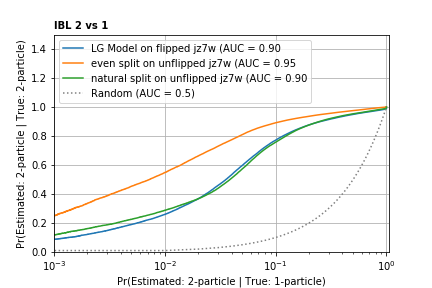 IBL 2 vs 1
Pr(Estimated: 2-particle | True: 2-particle)
1.4
1.2
1.0
0.8
0.6
0.4
0.2
0.0
LG Model on flipped jz7w (AUC = 0.90
even split on unflipped jz7w (AUC = 0.95
natural split on unflipped jz7w (AUC = 0.90
Random (AUC = 0.5)
10⁻³
10⁻²
10⁻¹
10⁰
Pr(Estimated: 2-particle | True: 1-particle)